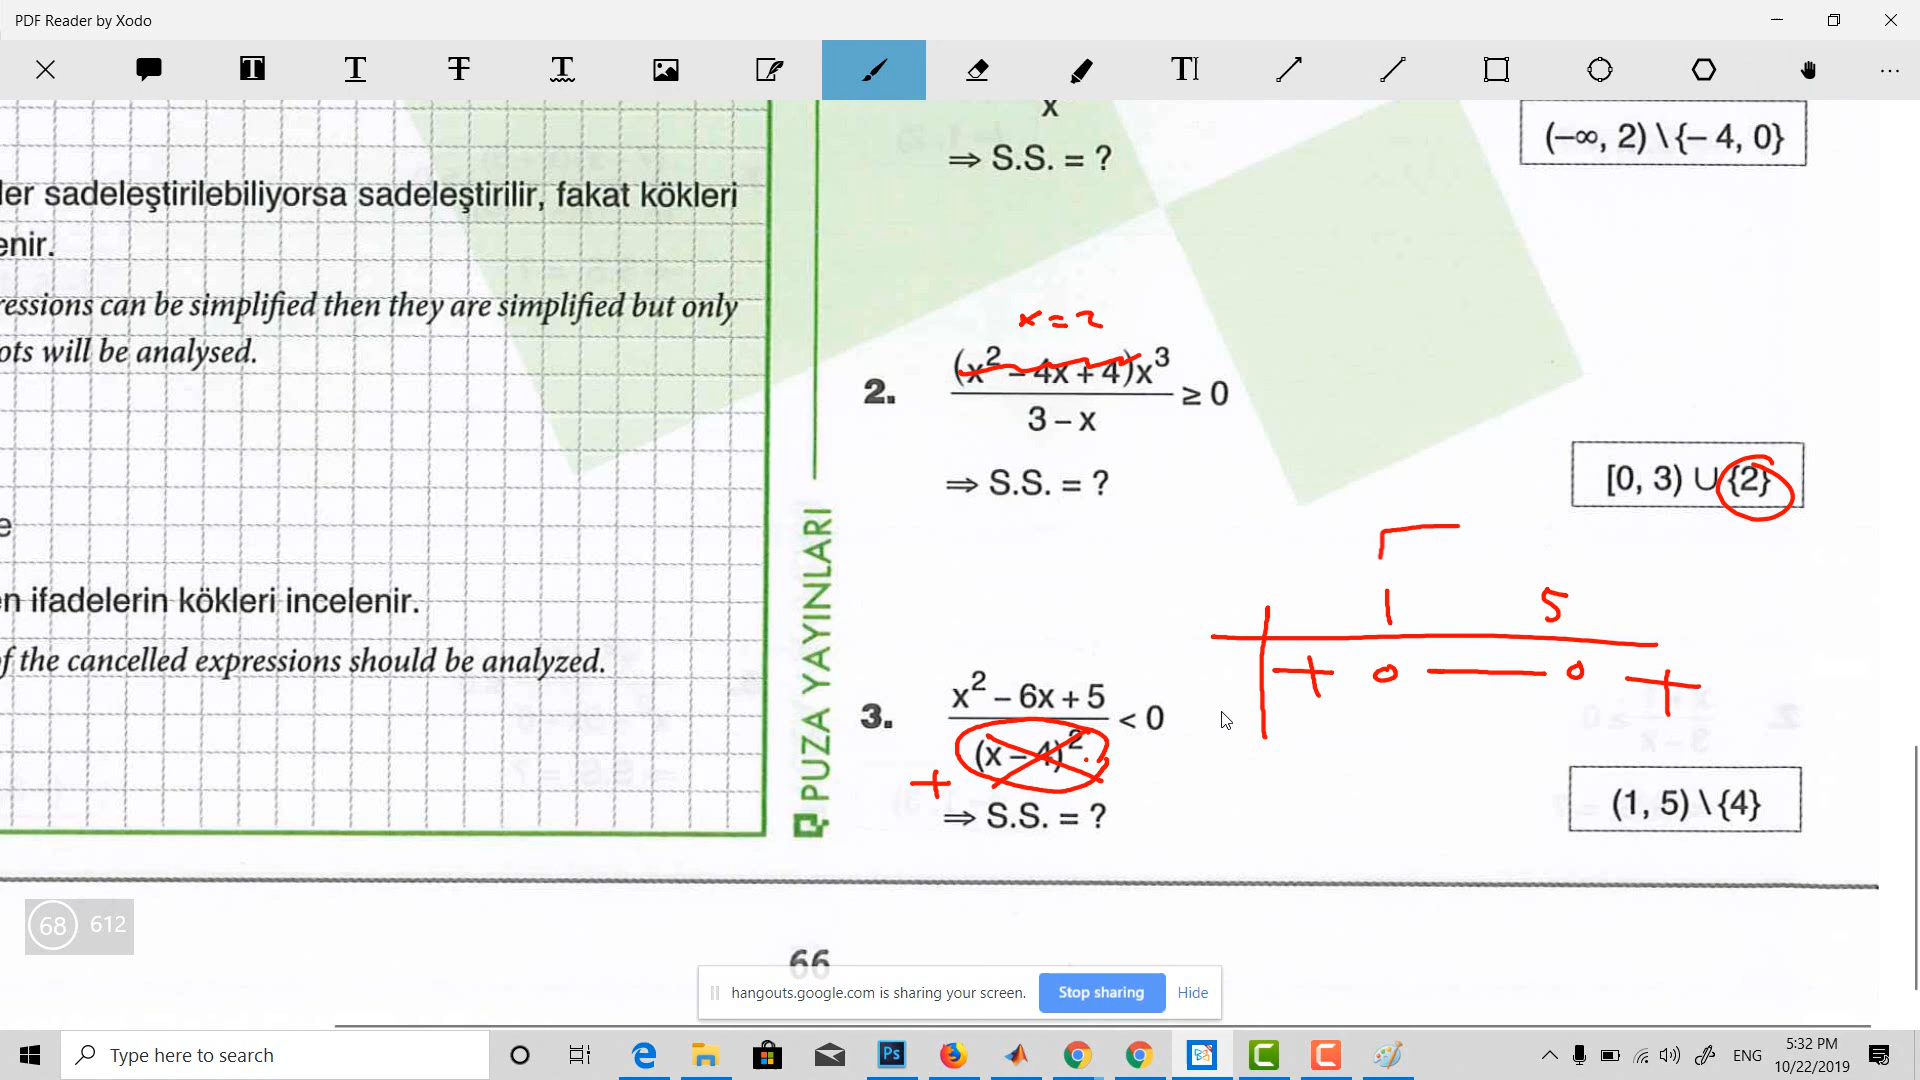 PDF Reader by Xodo
x
⇒ S.S. = ?
(–∞, 2) \ {– 4, 0}
ler sadeleştirilebiliyorsa sadeleştirilir, fakat kökleri
enir.
ressions can be simplified then they are simplified but only
ots will be analysed.
e
en ifadelerin kökleri incelenir.
of the cancelled expressions should be analyzed.
PUZA YAYINLARI
x = 2
2. (x² – 4x + 4)x³ / 3 – x ≥ 0
⇒ S.S. = ?
[0, 3) ∪ {2}
1 5
+ 0 — 0 +
3. x² – 6x + 5 / (x – 4)² < 0
+
⇒ S.S. = ?
(1, 5) \ {4}
68 612
66
hangouts.google.com is sharing your screen. Stop sharing Hide
Type here to search
Ps
ENG
5:32 PM
10/22/2019